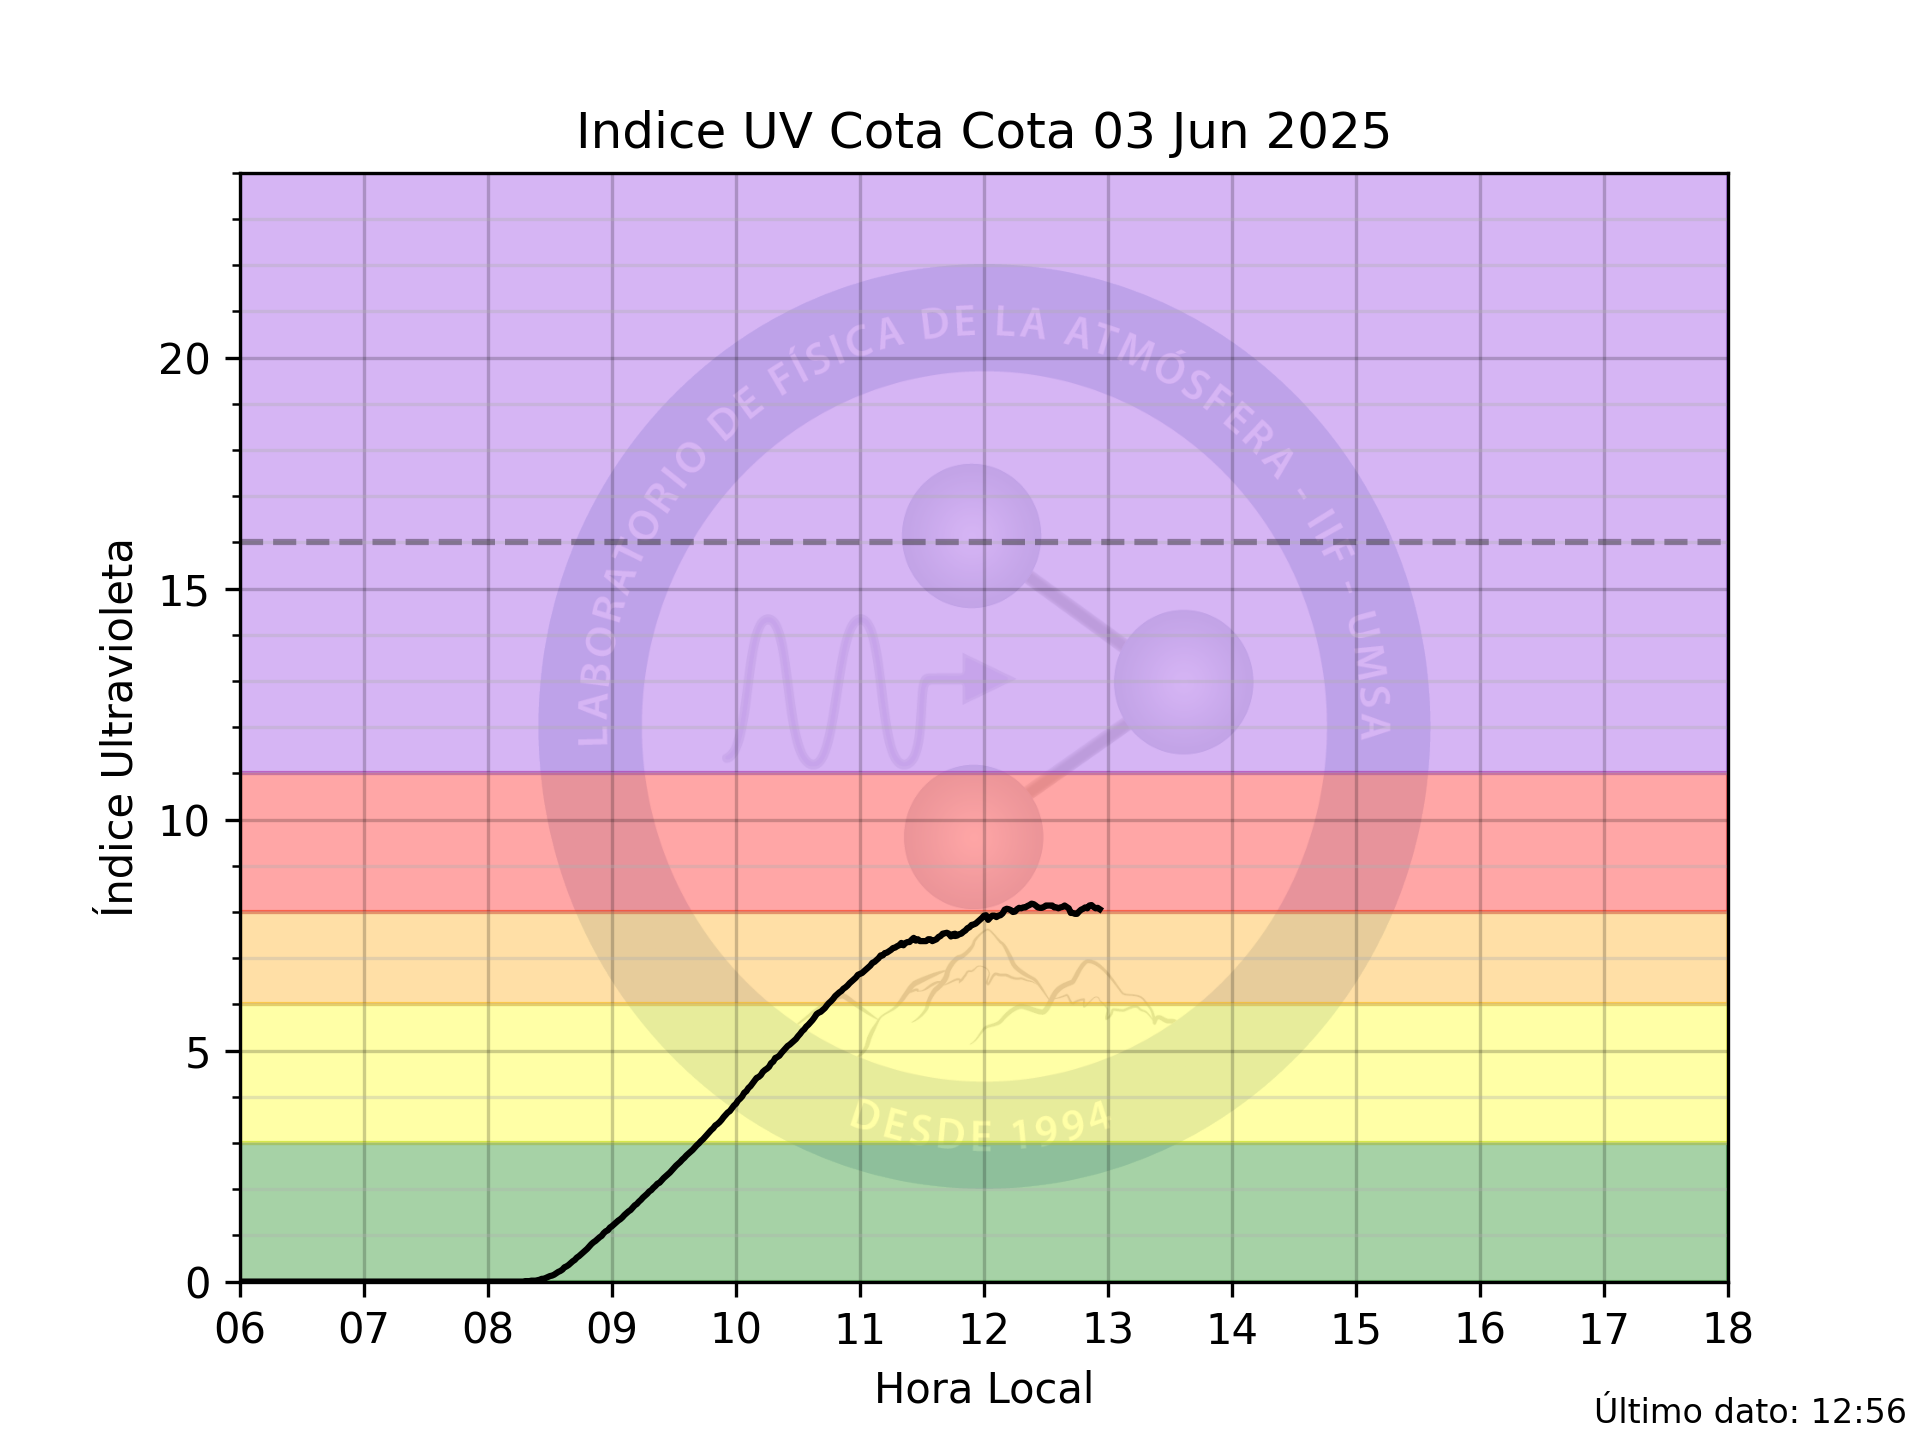 Indice UV Cota Cota 03 Jun 2025
LABORATORIO DE FÍSICA DE LA ATMÓSFERA - IIF - UMSA
DESDE 1994
Índice Ultravioleta
20
15
10
5
0
06 07 08 09 10 11 12 13 14 15 16 17 18
Hora Local
Último dato: 12:56